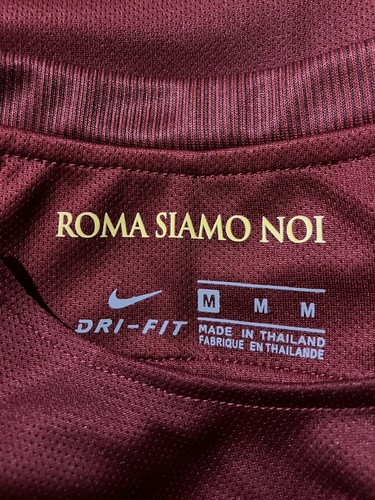 ROMA SIAMO NOI
DRI-FIT
M M M
MADE IN THAILAND
FABRIQUE EN THAILANDE